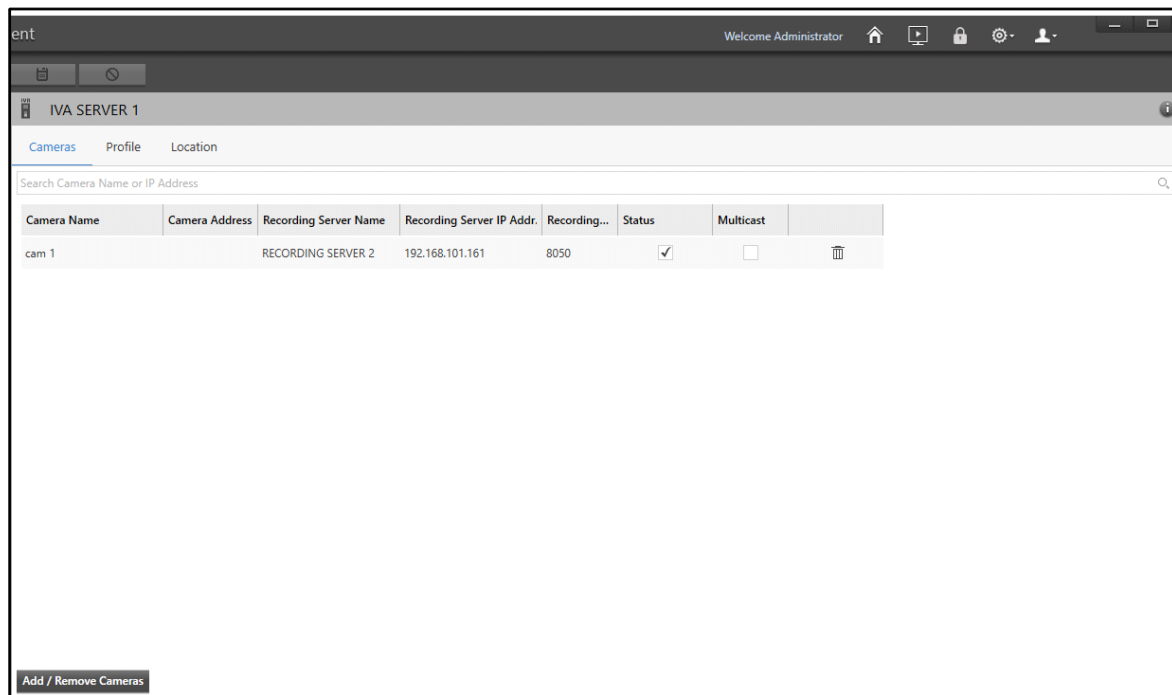 ent
Welcome Administrator
IVA
IVA SERVER 1
Cameras Profile Location
Search Camera Name or IP Address
Camera Name Camera Address Recording Server Name Recording Server IP Addr. Recording... Status Multicast
cam 1 RECORDING SERVER 2 192.168.101.161 8050
Add / Remove Cameras